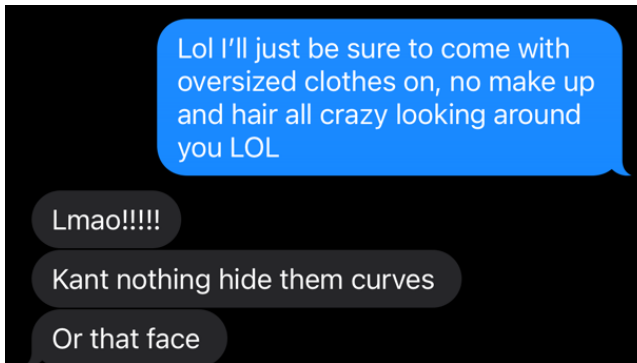 Lol I’ll just be sure to come with
oversized clothes on, no make up
and hair all crazy looking around
you LOL
Lmao!!!!!
Kant nothing hide them curves
Or that face